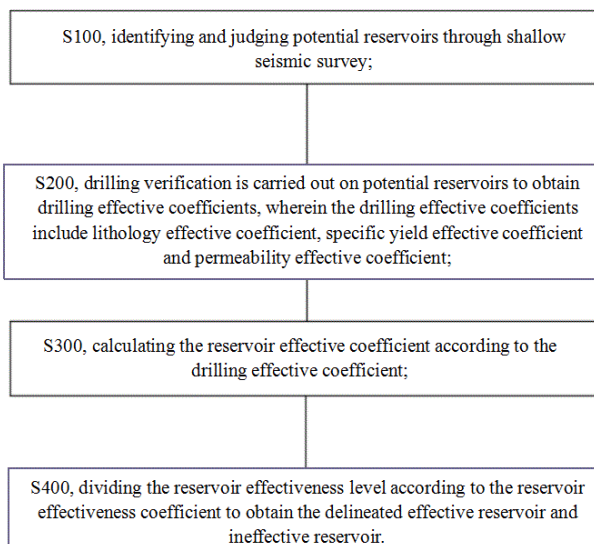 S100, identifying and judging potential reservoirs through shallow
seismic survey;
S200, drilling verification is carried out on potential reservoirs to obtain
drilling effective coefficients, wherein the drilling effective coefficients
include lithology effective coefficient, specific yield effective coefficient
and permeability effective coefficient;
S300, calculating the reservoir effective coefficient according to the
drilling effective coefficient;
S400, dividing the reservoir effectiveness level according to the reservoir
effectiveness coefficient to obtain the delineated effective reservoir and
ineffective reservoir.